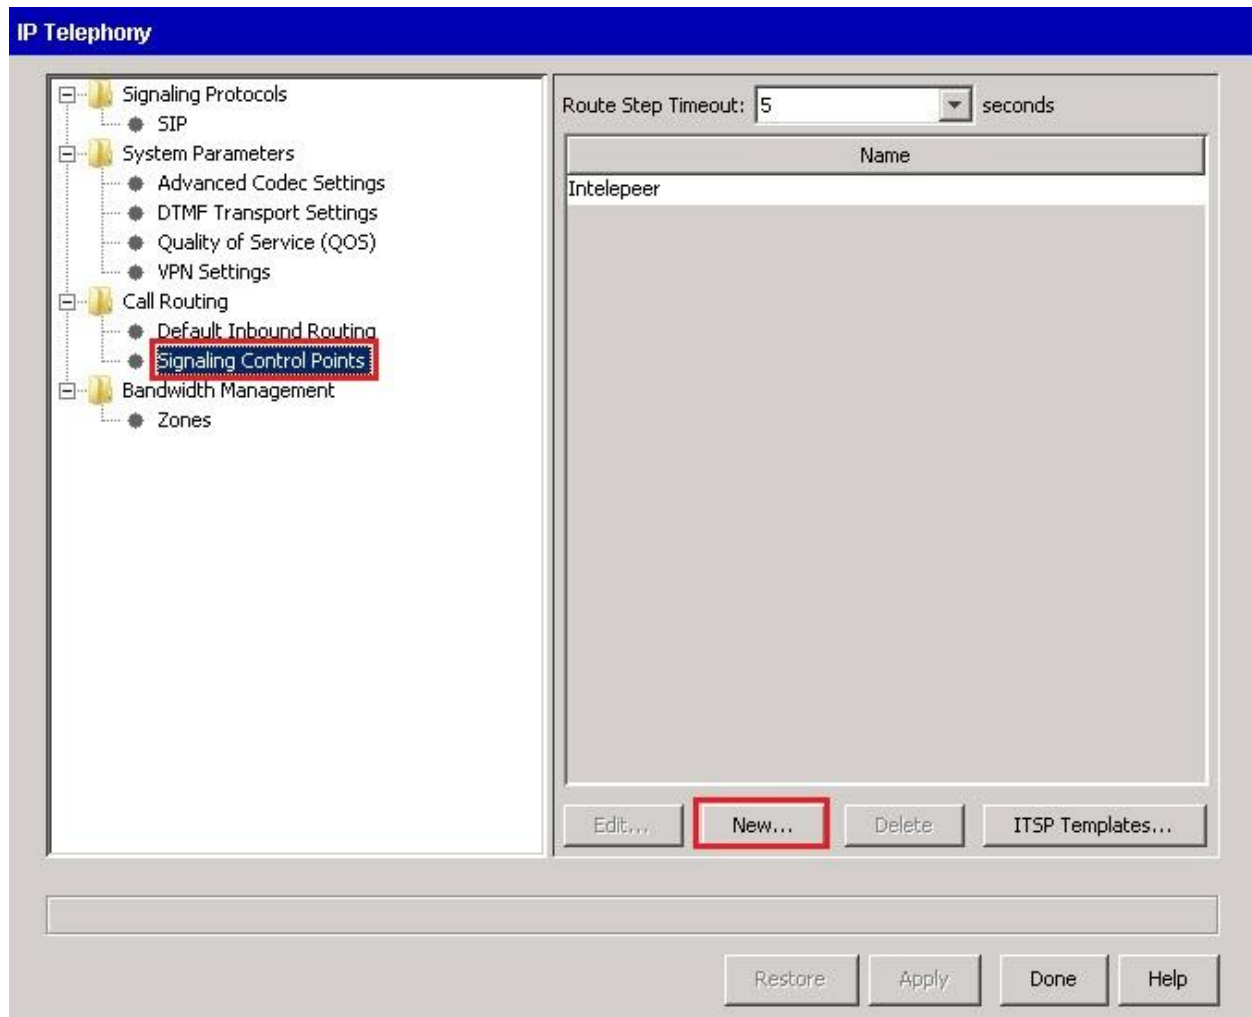 IP Telephony
Signaling Protocols
SIP
System Parameters
Advanced Codec Settings
DTMF Transport Settings
Quality of Service (QOS)
VPN Settings
Call Routing
Default Inbound Routing
Signaling Control Points
Bandwidth Management
Zones
Route Step Timeout: 5 seconds
Name
Intelepeer
Edit... New... Delete ITSP Templates...
Restore Apply Done Help